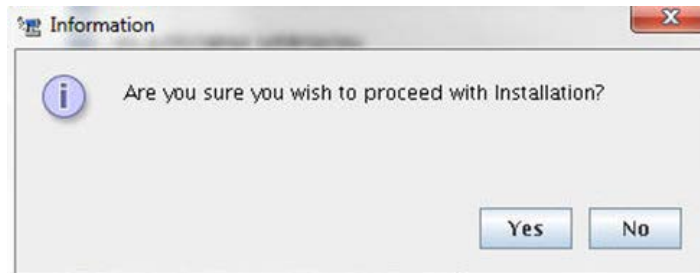 Information
Are you sure you wish to proceed with Installation?
Yes
No